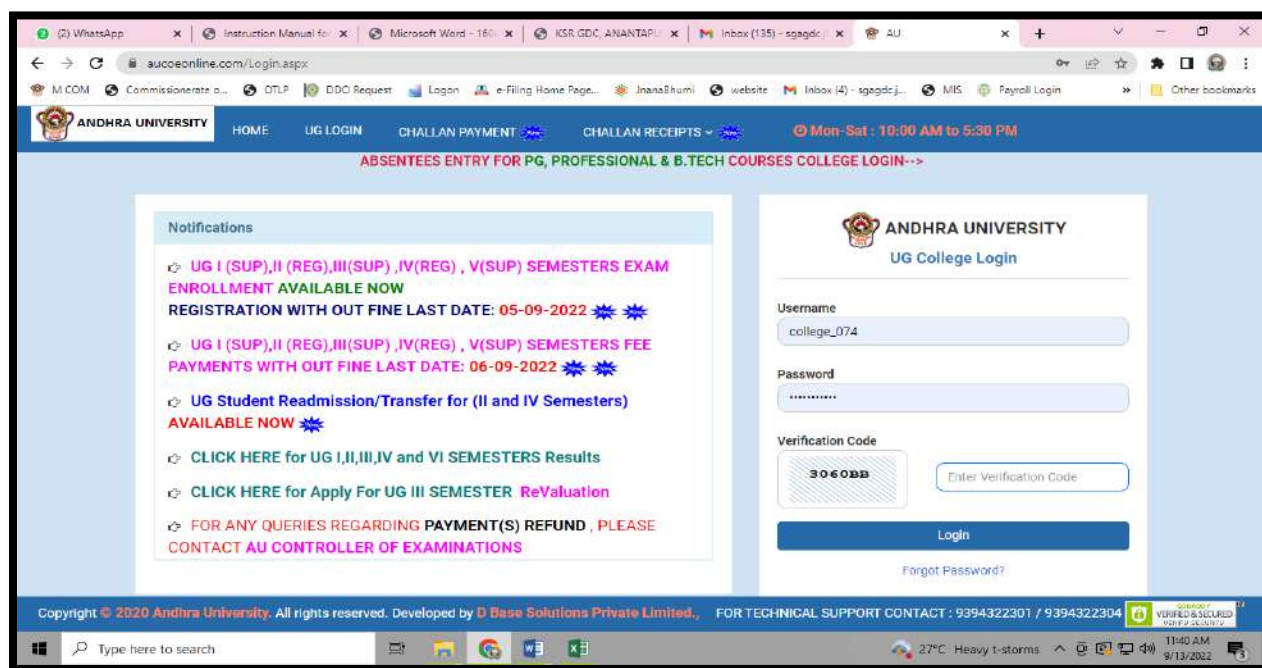 (2) WhatsApp
Instruction Manual for
Microsoft Word - 160
KSR GDC, ANANTAPU
Inbox (135) - sgagdc
AU
aucoeonline.com/Login.aspx
M.COM
Commissionerate o...
OTLP
DDO Request
Logon
e-Filing Home Page...
JnanaBhumi
website
Inbox (4) - sgagdc.j...
MIS
Payroll Login
»
Other bookmarks
ANDHRA UNIVERSITY
HOME
UG LOGIN
CHALLAN PAYMENT
CHALLAN RECEIPTS
Mon-Sat : 10:00 AM to 5:30 PM
ABSENTEES ENTRY FOR PG, PROFESSIONAL & B.TECH COURSES COLLEGE LOGIN-->
Notifications
UG I (SUP),II (REG),III(SUP) ,IV(REG) , V(SUP) SEMESTERS EXAM
ENROLLMENT AVAILABLE NOW
REGISTRATION WITH OUT FINE LAST DATE: 05-09-2022
UG I (SUP),II (REG),III(SUP) ,IV(REG) , V(SUP) SEMESTERS FEE
PAYMENTS WITH OUT FINE LAST DATE: 06-09-2022
UG Student Readmission/Transfer for (II and IV Semesters)
AVAILABLE NOW
CLICK HERE for UG I,II,III,IV and VI SEMESTERS Results
CLICK HERE for Apply For UG III SEMESTER ReValuation
FOR ANY QUERIES REGARDING PAYMENT(S) REFUND , PLEASE
CONTACT AU CONTROLLER OF EXAMINATIONS
ANDHRA UNIVERSITY
UG College Login
Username
college_074
Password
...........
Verification Code
3060BB
Enter Verification Code
Login
Forgot Password?
Copyright © 2020 Andhra University. All rights reserved. Developed by D Base Solutions Private Limited., FOR TECHNICAL SUPPORT CONTACT : 9394322301 / 9394322304
VERIFIED & SECURED
Type here to search
27°C Heavy t-storms
11:40 AM
9/13/2022